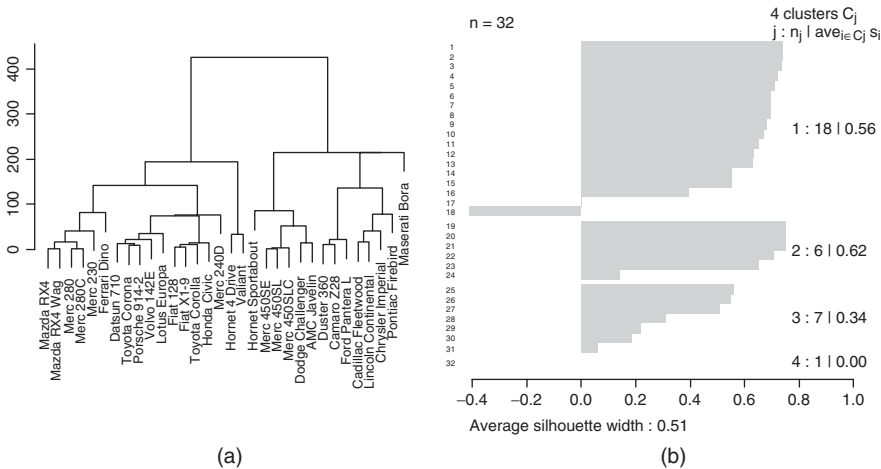 400
300
200
100
0
Mazda RX4
Mazda RX4 Wag
Merc 280
Merc 280C
Merc 230
Ferrari Dino
Datsun 710
Toyota Corona
Porsche 914-2
Volvo 142E
Lotus Europa
Fiat 128
Fiat X1-9
Toyota Corolla
Honda Civic
Merc 240D
Hornet 4 Drive
Valiant
Hornet Sportabout
Merc 450SE
Merc 450SL
Merc 450SLC
Dodge Challenger
AMC Javelin
Duster 360
Camaro Z28
Ford Pantera L
Cadillac Fleetwood
Lincoln Continental
Chrysler Imperial
Pontiac Firebird
Maserati Bora
(a)
n = 32
4 clusters Cj
j : nj | avei∈Cj si
1
2
3
4
5
6
7
8
9
10
11
12
13
14
15
16
17
18
19
20
21
22
23
24
25
26
27
28
29
30
31
32
1 : 18 | 0.56
2 : 6 | 0.62
3 : 7 | 0.34
4 : 1 | 0.00
−0.4 −0.2 0.0 0.2 0.4 0.6 0.8 1.0
Average silhouette width : 0.51
(b)